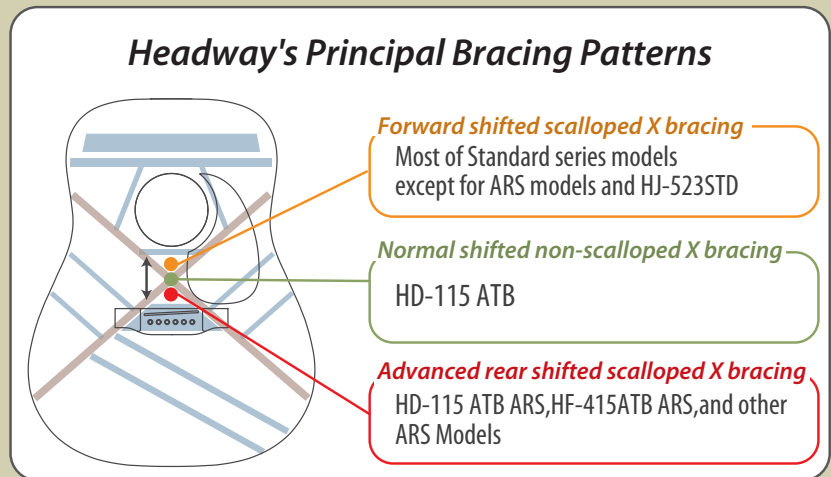 Headway's Principal Bracing Patterns
Forward shifted scalloped X bracing
Most of Standard series models
except for ARS models and HJ-523STD
Normal shifted non-scalloped X bracing
HD-115 ATB
Advanced rear shifted scalloped X bracing
HD-115 ATB ARS,HF-415ATB ARS,and other
ARS Models